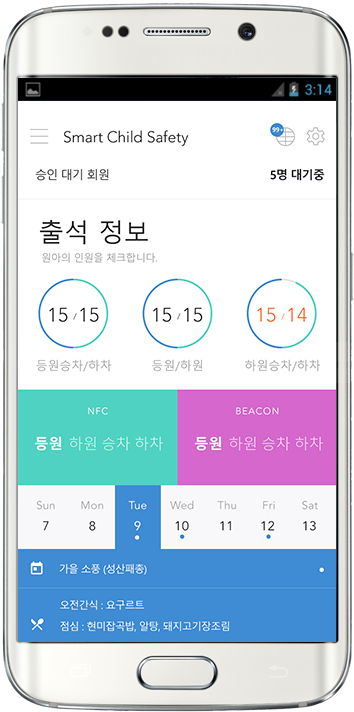 3:14
Smart Child Safety
99+
승인 대기 회원
5명 대기중
출석 정보
원아의 인원을 체크합니다.
15 / 15
15 / 15
15 / 14
등원승차/하차
등원/하원
하원승차/하차
NFC
BEACON
등원 하원 승차 하차
등원 하원 승차 하차
Sun Mon Tue Wed Thu Fri Sat
7 8 9 10 11 12 13
가을 소풍 (성산패총)
오전간식 : 요구르트
점심 : 현미잡곡밥, 알탕, 돼지고기장조림